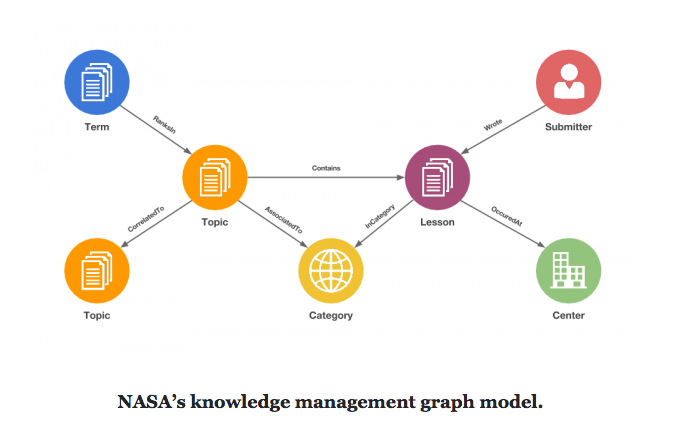 Term
Submitter
RanksIn
Wrote
Contains
Topic
Lesson
CorrelatedTo
AssociatedTo
InCategory
OccuredAt
Topic
Category
Center
NASA’s knowledge management graph model.